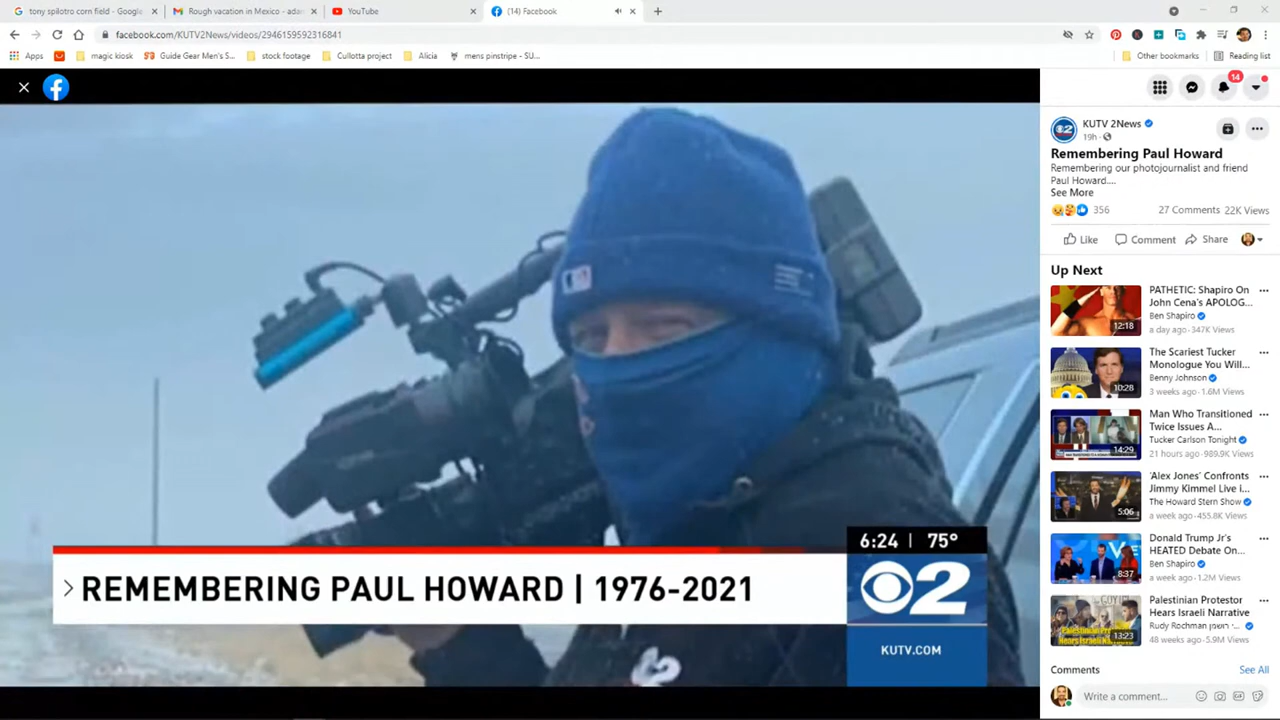 tony spilotro corn field - Google
Rough vacation in Mexico - adam
YouTube
(14) Facebook
facebook.com/KUTV2News/videos/2946159592316841
Apps
magic kiosk
Guide Gear Men's S...
stock footage
Cullotta project
Alicia
mens pinstripe - SU...
Other bookmarks
Reading list
14
KUTV 2News
19h
Remembering Paul Howard
Remembering our photojournalist and friend
Paul Howard....
See More
356
27 Comments
22K Views
Like
Comment
Share
Up Next
PATHETIC: Shapiro On
John Cena's APOLOG...
Ben Shapiro
a day ago · 347K Views
12:18
The Scariest Tucker
Monologue You Will...
Benny Johnson
3 weeks ago · 1.6M Views
10:28
Man Who Transitioned
Twice Issues A...
Tucker Carlson Tonight
21 hours ago · 989.9K Views
14:29
'Alex Jones' Confronts
Jimmy Kimmel Live i...
The Howard Stern Show
a week ago · 455.8K Views
5:06
Donald Trump Jr's
HEATED Debate On...
Ben Shapiro
a week ago · 1.2M Views
8:37
Palestinian Protestor
Hears Israeli Narrative
Rudy Rochman רושמן...
48 weeks ago · 5.9M Views
13:23
Comments
See All
Write a comment...
6:24 | 75°
> REMEMBERING PAUL HOWARD | 1976-2021
2
KUTV.COM